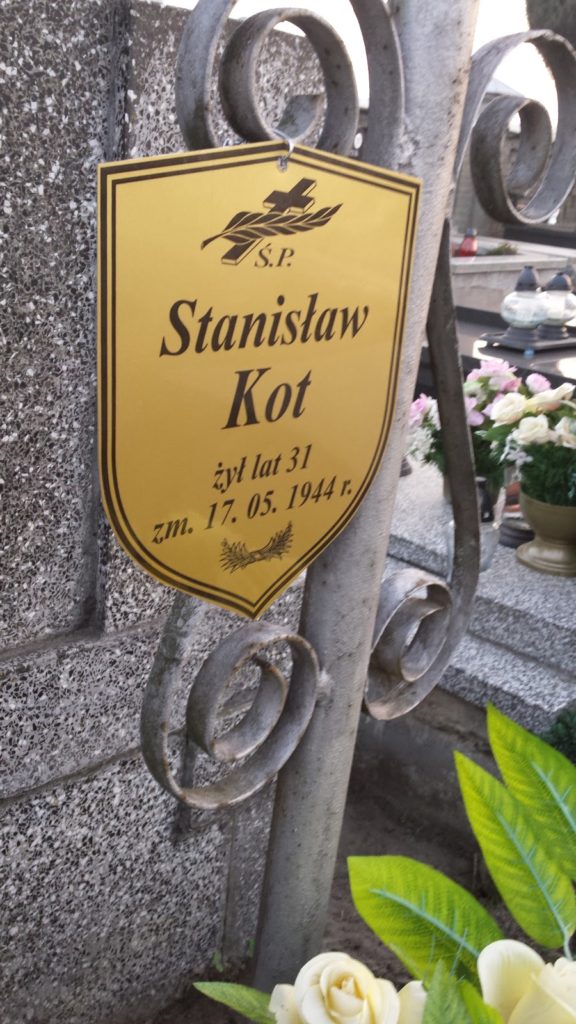 Ś.P.
Stanisław
Kot
żył lat 31
zm. 17. 05. 1944 r.